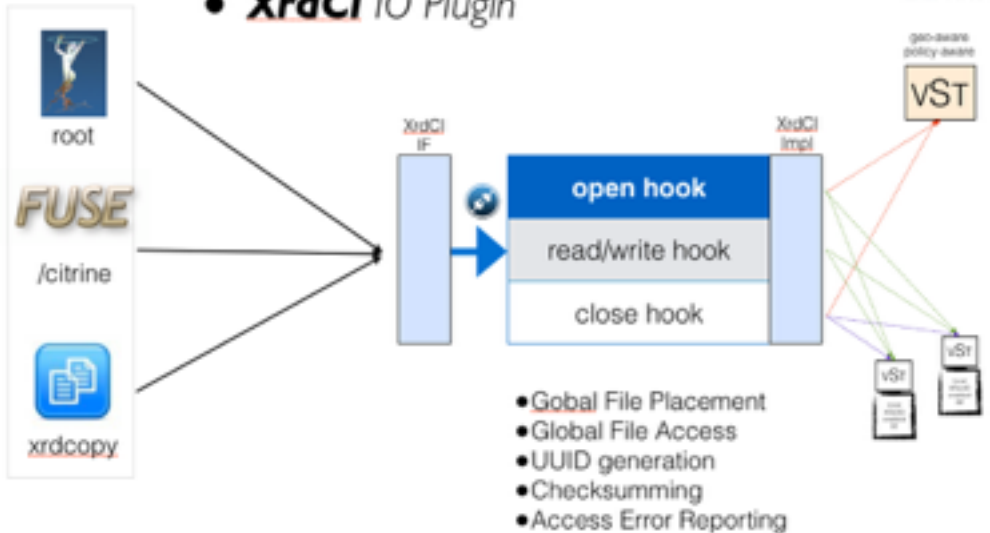 • XrdCl IO Plugin
geo-aware
policy-aware
VST
root
XrdCl
IF
XrdCl
Impl
open hook
FUSE
read/write hook
/citrine
close hook
VST
VST
xrdcopy
•Gobal File Placement
•Global File Access
•UUID generation
•Checksumming
•Access Error Reporting